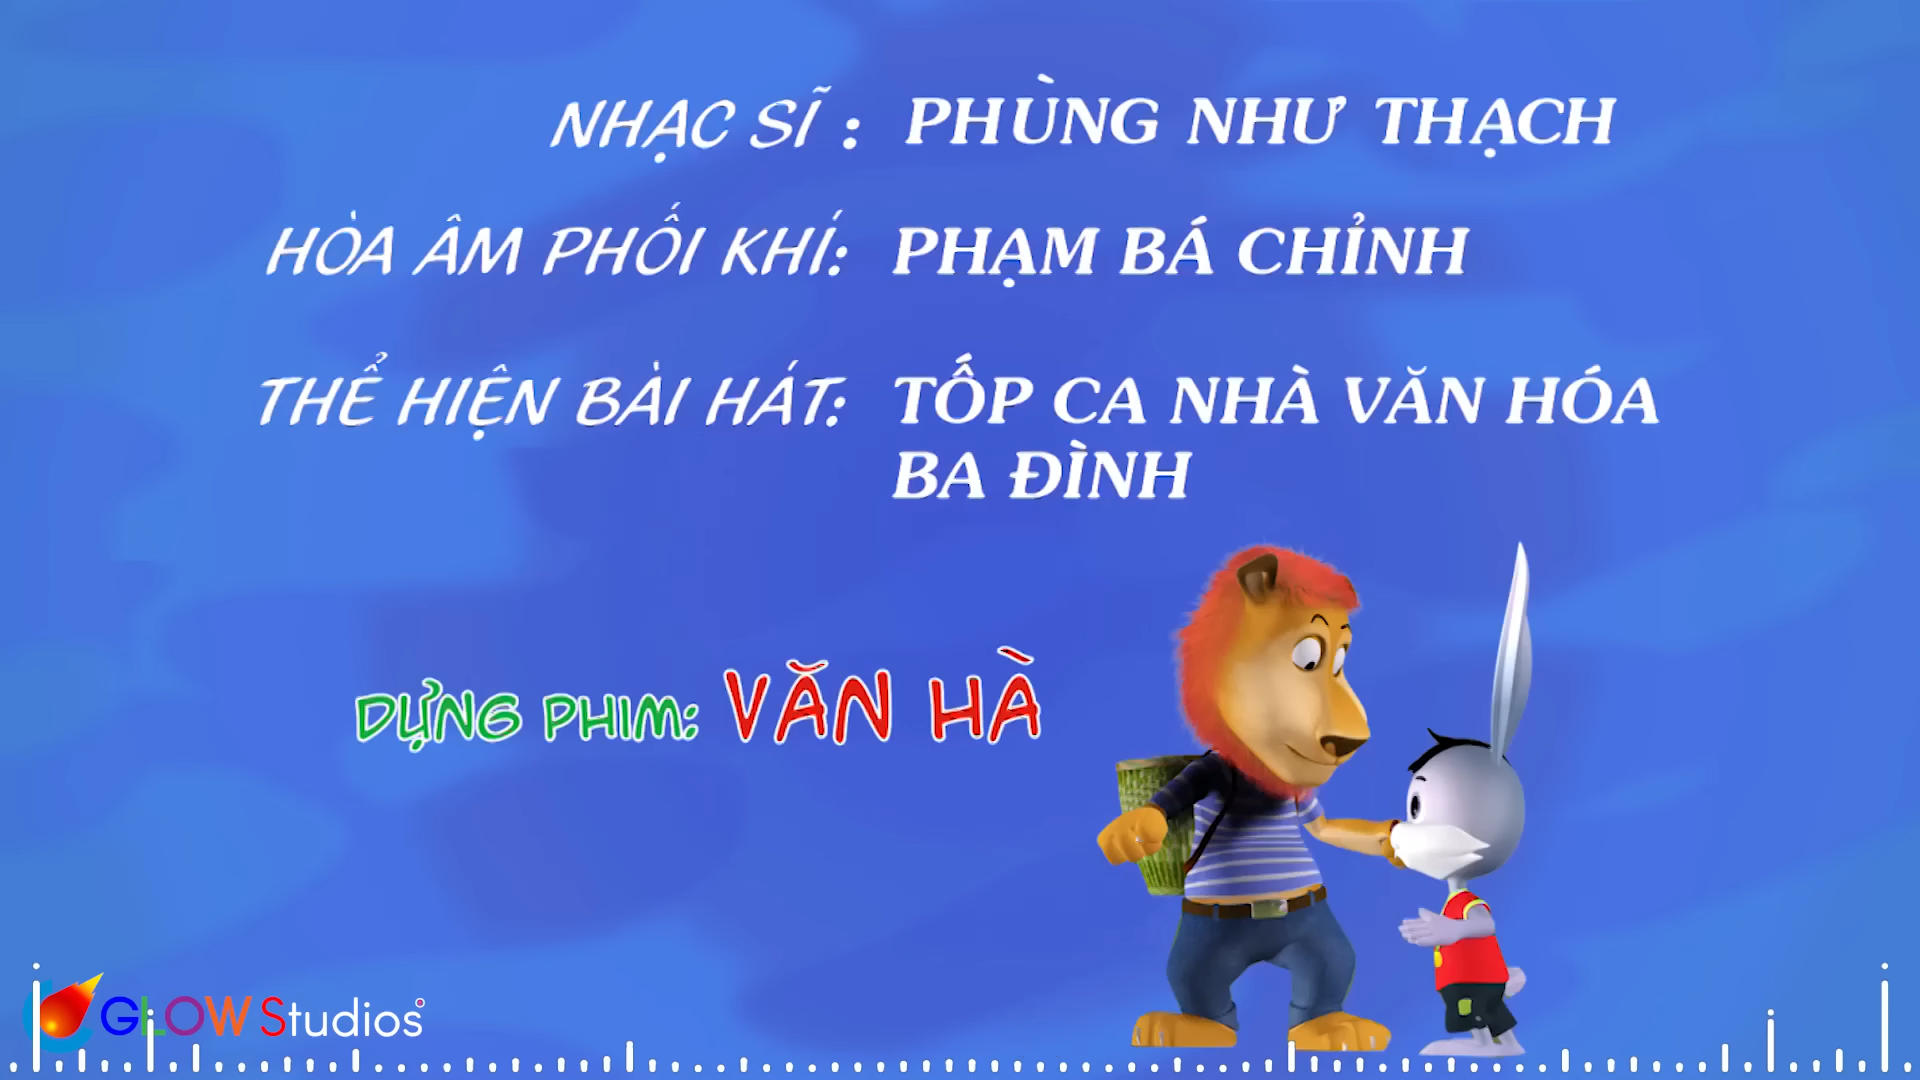 NHẠC SĨ : PHÙNG NHƯ THẠCH
HÒA ÂM PHỐI KHÍ: PHẠM BÁ CHỈNH
THỂ HIỆN BÀI HÁT: TỐP CA NHÀ VĂN HÓA
BA ĐÌNH
DỰNG PHIM: VĂN HÀ
GLOW Studios